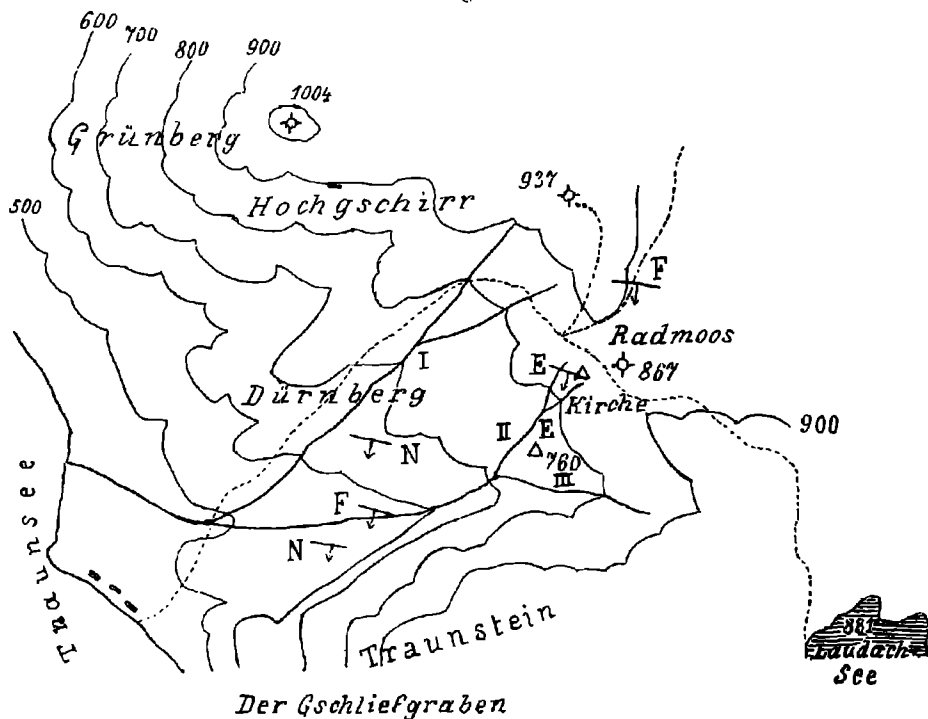 600
700
800
900
1004
Grünberg
937
Hochgschirr
500
F
Radmoos
I
E
867
Dürnberg
Kirche
900
II
E
N
760
III
F
N
Traunsee
Traunstein
881
Laudach
See
Der Gschliefgraben